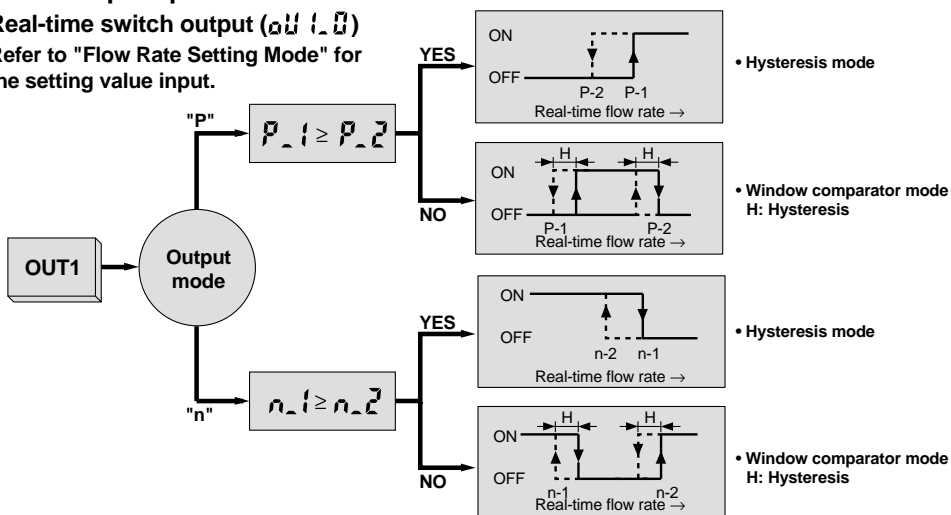 Real-time switch output (oU1_0)
Refer to "Flow Rate Setting Mode" for
the setting value input.
"P"
P_1 ≥ P_2
YES
ON
OFF
P-2 P-1
Real-time flow rate →
• Hysteresis mode
NO
H H
ON
OFF
P-1 P-2
Real-time flow rate →
• Window comparator mode
H: Hysteresis
OUT1
Output
mode
"n"
n_1 ≥ n_2
YES
ON
OFF
n-2 n-1
Real-time flow rate →
• Hysteresis mode
NO
H H
ON
OFF
n-1 n-2
Real-time flow rate →
• Window comparator mode
H: Hysteresis